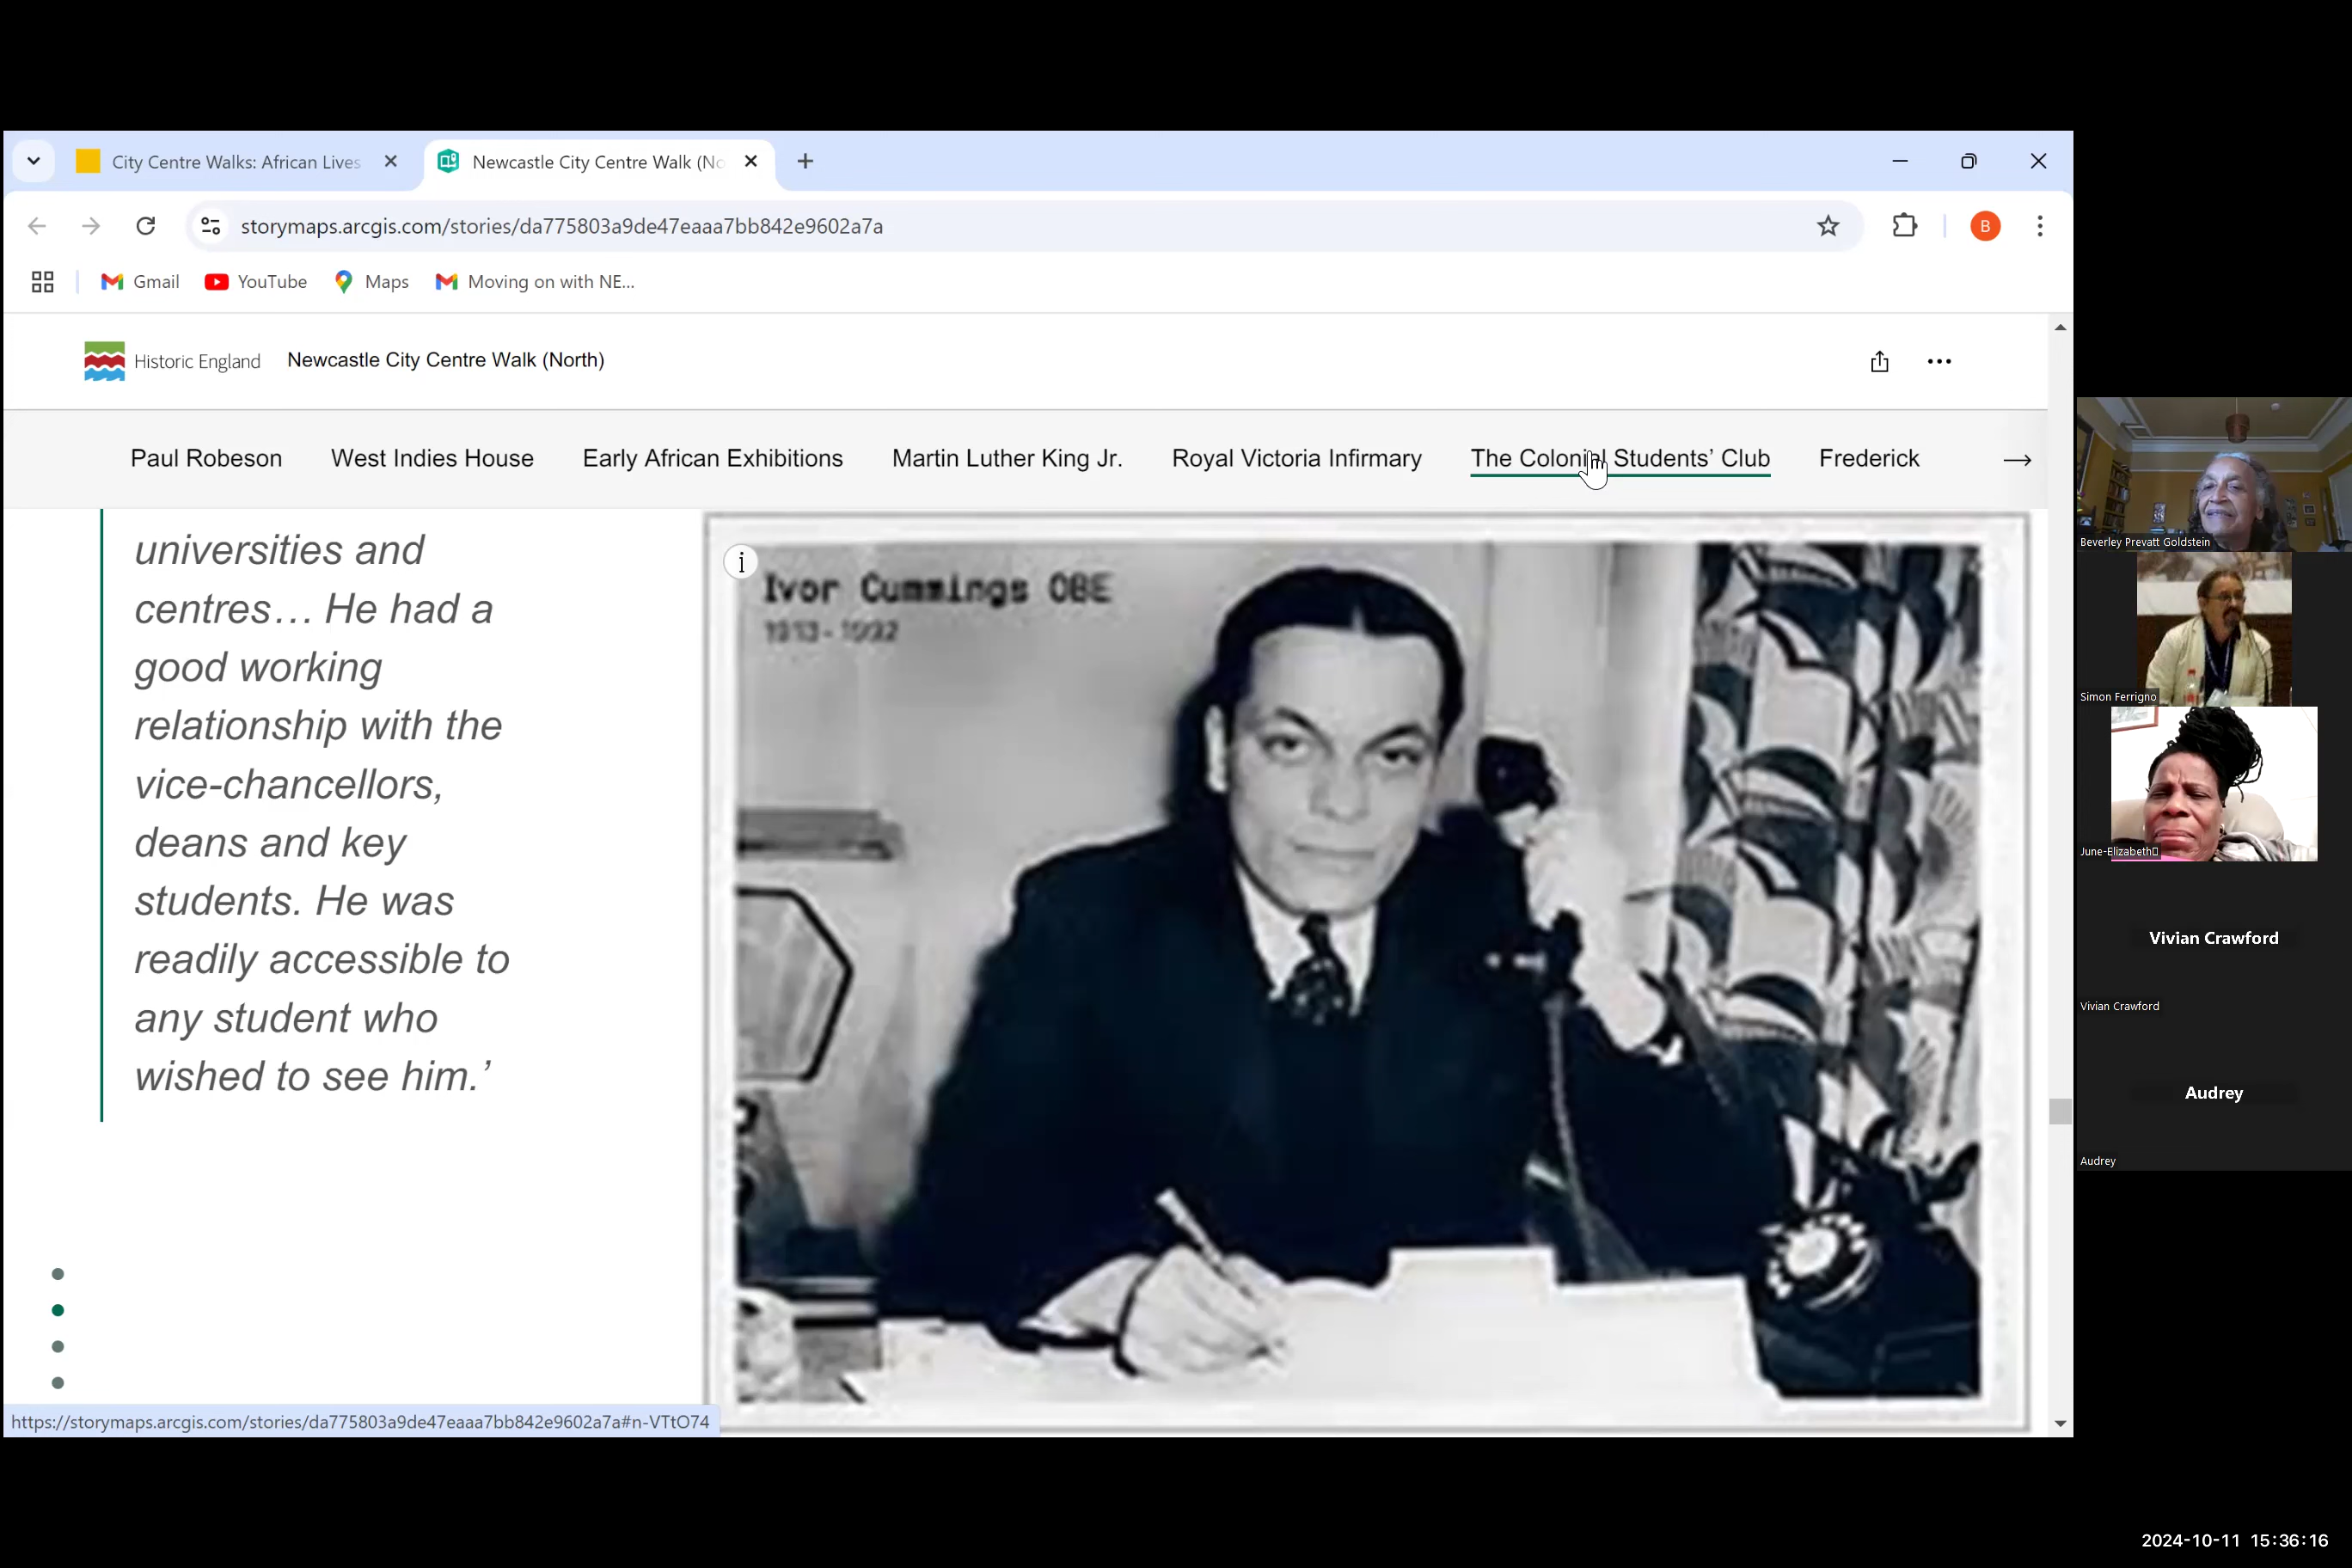 City Centre Walks: African Lives
Newcastle City Centre Walk (No
storymaps.arcgis.com/stories/da775803a9de47eaaa7bb842e9602a7a
B
Gmail
YouTube
Maps
Moving on with NE...
Historic England
Newcastle City Centre Walk (North)
Paul Robeson
West Indies House
Early African Exhibitions
Martin Luther King Jr.
Royal Victoria Infirmary
The Colonial Students’ Club
Frederick
universities and
centres… He had a
good working
relationship with the
vice-chancellors,
deans and key
students. He was
readily accessible to
any student who
wished to see him.’
i
Ivor Cummings OBE
1913-1992
https://storymaps.arcgis.com/stories/da775803a9de47eaaa7bb842e9602a7a#n-VTtO74
Beverley Prevatt Goldstein
Simon Ferrigno
June-Elizabeth
Vivian Crawford
Vivian Crawford
Audrey
Audrey
2024-10-11 15:36:16